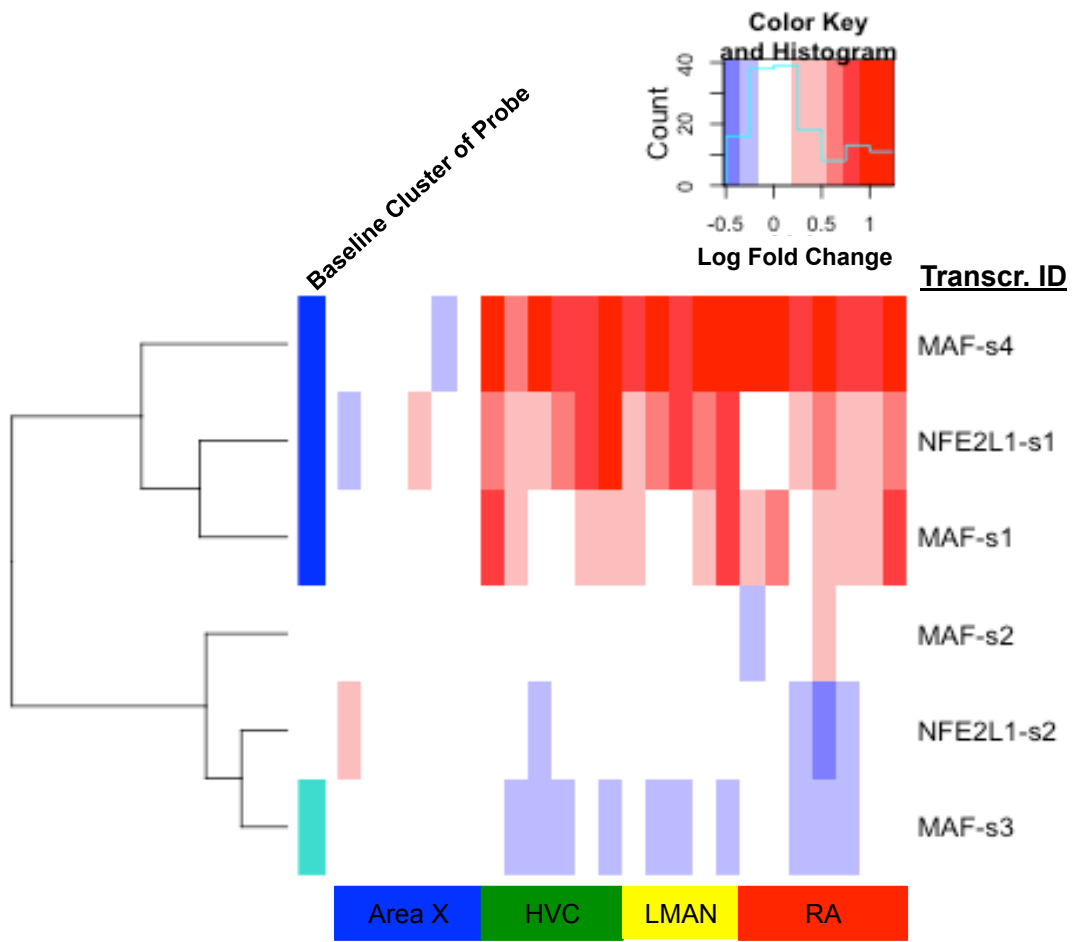 Color Key
and Histogram
Count
0
20
40
-0.5 0 0.5 1
Log Fold Change
Baseline Cluster of Probe
Transcr. ID
MAF-s4
NFE2L1-s1
MAF-s1
MAF-s2
NFE2L1-s2
MAF-s3
Area X HVC LMAN RA